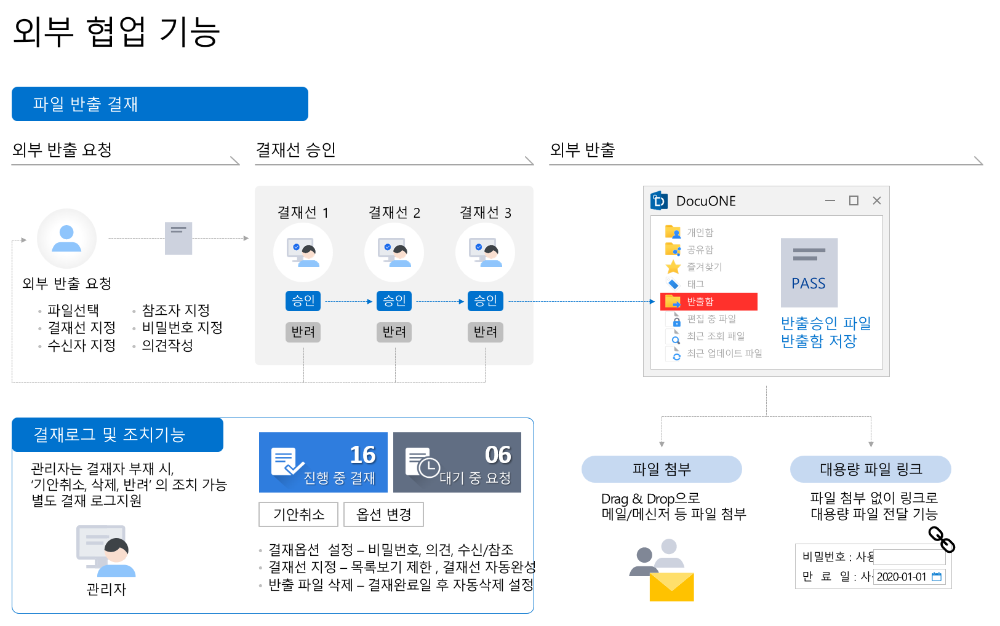 외부 협업 기능
파일 반출 결재
외부 반출 요청
결재선 승인
외부 반출
외부 반출 요청
파일선택
결재선 지정
수신자 지정
참조자 지정
비밀번호 지정
의견작성
결재선 1
결재선 2
결재선 3
승인
승인
승인
반려
반려
반려
DocuONE
개인함
공유함
즐겨찾기
태그
반출함
편집 중 파일
최근 조회 패일
최근 업데이트 파일
PASS
반출승인 파일
반출함 저장
결재로그 및 조치기능
관리자는 결재자 부재 시,
‘기안취소, 삭제, 반려’ 의 조치 가능
별도 결재 로그지원
관리자
16
진행 중 결재
06
대기 중 요청
기안취소
옵션 변경
결재옵션 설정 – 비밀번호, 의견, 수신/참조
결재선 지정 – 목록보기 제한 , 결재선 자동완성
반출 파일 삭제 – 결재완료일 후 자동삭제 설정
파일 첨부
Drag & Drop으로
메일/메신저 등 파일 첨부
대용량 파일 링크
파일 첨부 없이 링크로
대용량 파일 전달 기능
비밀번호 :
만 료 일 :
2020-01-01